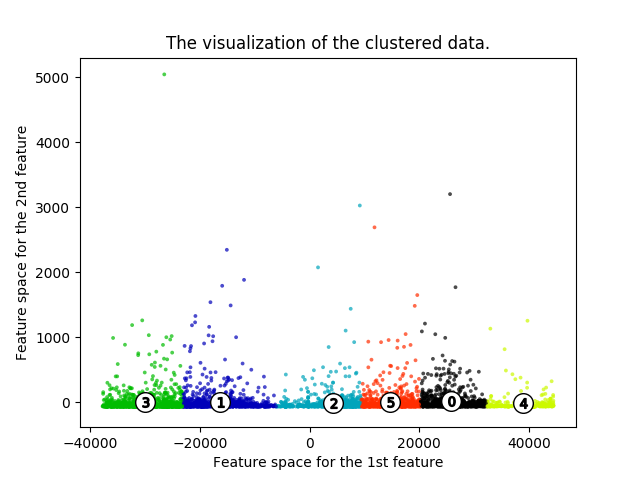 The visualization of the clustered data.
Feature space for the 2nd feature
5000
4000
3000
2000
1000
0
3 1 2 5 0 4
−40000 −20000 0 20000 40000
Feature space for the 1st feature